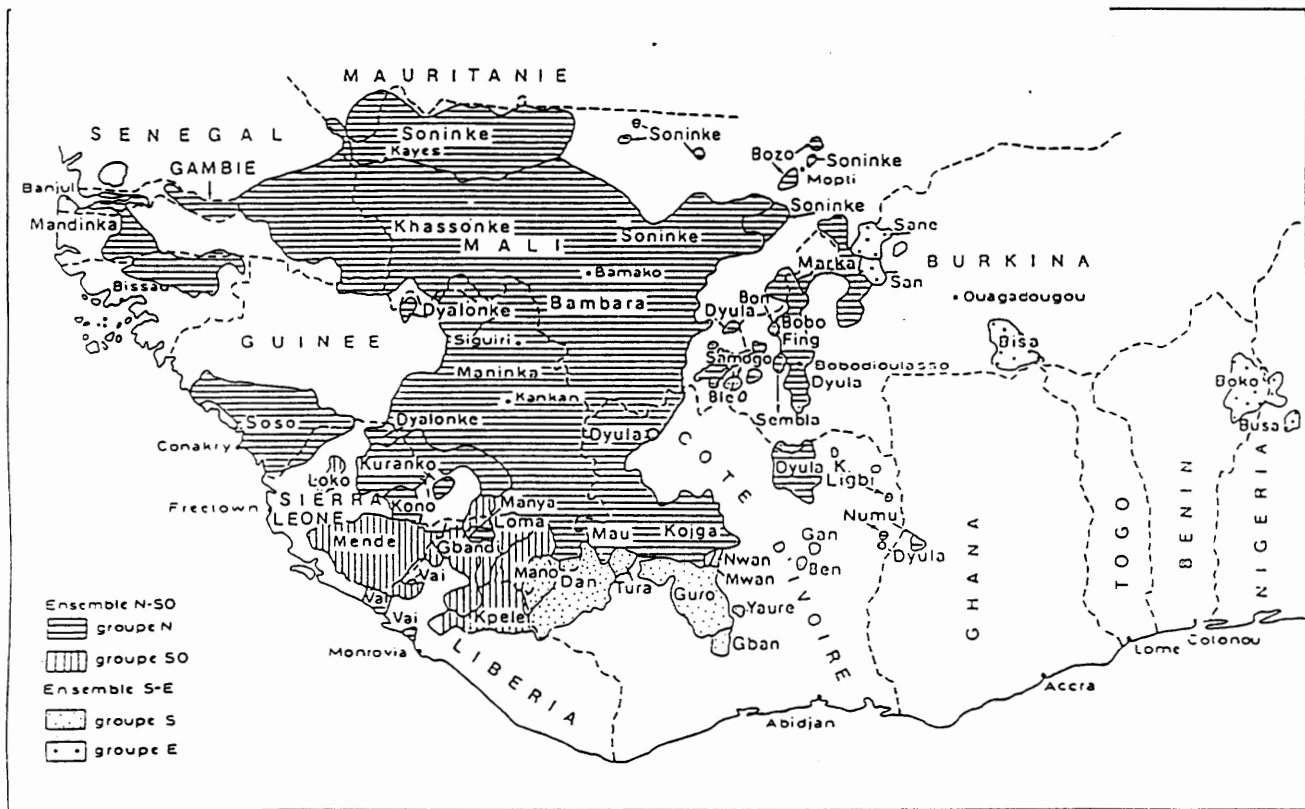 MAURITANIE
SENEGAL
Soninke
Kayes
Soninke
Bozo
Soninke
Mopti
GAMBIE
Banjul
Mandinka
Khassonke
MALI
Soninke
Soninke
Sane
Marka
San
BURKINA
Bamako
Ouagadougou
Bissau
Dyalonke
Bambara
Bon
Dyula
Bobo
Fing
GUINEE
Siguiri
Samogo
Bobodioulasso
Dyula
Bisa
Boko
Busa
Maninka
Kankan
Ble
Sembla
Soso
Dyalonke
Dyula
COTE
D'IVOIRE
Conakry
Kuranko
Dyula K.
Ligbi
Loko
Freetown
SIERRA
LEONE
Kono
Manya
Loma
Mau
Kojga
Numu
Dyula
Mende
Gbandi
Gan
Ben
Nwan
Mwan
Vai
Mano
Dan
Tura
Guro
Yaure
Vai
Vai
Kpele
Gban
Monrovia
LIBERIA
GHANA
TOGO
BENIN
NIGERIA
Lome
Cotonou
Accra
Abidjan
Ensemble N-SO
groupe N
groupe SO
Ensemble S-E
groupe S
groupe E